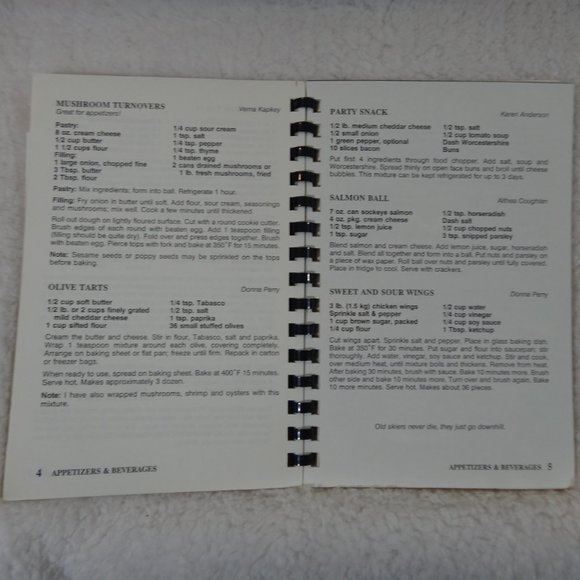 MUSHROOM TURNOVERS
Great for appetizers!
Verna Kapkey
Pastry:
8 oz. cream cheese
1/2 cup butter
1 1/2 cups flour
Filling:
1 large onion, chopped fine
3 Tbsp. butter
2 Tbsp. flour
1/4 cup sour cream
1 tsp. salt
1/4 tsp. pepper
1/4 tsp. thyme
1 beaten egg
2 cans drained mushrooms or
1 lb. fresh mushrooms, fried
Pastry: Mix ingredients; form into ball. Refrigerate 1 hour.
Filling: Fry onion in butter until soft. Add flour, sour cream, seasonings
and mushrooms; mix well. Cook a few minutes until thickened.
Roll out dough on lightly floured surface. Cut with a round cookie cutter.
Brush edges of each round with beaten egg. Add 1 teaspoon filling
(filling should be quite dry). Fold over and press edges together. Brush
with beaten egg. Pierce tops with fork and bake at 350°F for 15 minutes.
Note: Sesame seeds or poppy seeds may be sprinkled on the tops
before baking.
OLIVE TARTS
Donna Perry
1/2 cup soft butter
1/2 lb. or 2 cups finely grated
mild cheddar cheese
1 cup sifted flour
1/4 tsp. Tabasco
1/2 tsp. salt
1 tsp. paprika
36 small stuffed olives
Cream the butter and cheese. Stir in flour, Tabasco, salt and paprika.
Wrap 1 teaspoon mixture around each olive, covering completely.
Arrange on baking sheet or flat pan; freeze until firm. Repack in carton
or freezer bags.
When ready to use, spread on baking sheet. Bake at 400°F 15 minutes.
Serve hot. Makes approximately 3 dozen.
Note: I have also wrapped mushrooms, shrimp and oysters with this
mixture.
4 APPETIZERS & BEVERAGES
PARTY SNACK
Karen Anderson
1/2 lb. medium cheddar cheese
1/2 small onion
1 green pepper, optional
10 slices bacon
1/2 tsp. salt
1/2 cup tomato soup
Dash Worcestershire
Buns
Put first 4 ingredients through food chopper. Add salt, soup and
Worcestershire. Spread thinly on open face buns and broil until cheese
bubbles. This mixture can be kept refrigerated for up to 3-days.
SALMON BALL
Althea Coughlin
7 oz. can sockeye salmon
4 oz. pkg. cream cheese
1/2 tsp. lemon juice
1 tsp. sugar
1/2 tsp. horseradish
Dash salt
1/2 cup chopped nuts
3 tsp. snipped parsley
Blend salmon and cream cheese. Add lemon juice, sugar, horseradish
and salt. Blend all together and form into a ball. Put nuts and parsley on
a piece of wax paper. Roll ball over nuts and parsley until fully covered.
Place in fridge to cool. Serve with crackers.
SWEET AND SOUR WINGS
Donna Perry
3 lb. (1.5 kg) chicken wings
Sprinkle salt & pepper
1 cup brown sugar, packed
1/4 cup flour
1/2 cup water
1/4 cup vinegar
1/4 cup soy sauce
1 Tbsp. ketchup
Cut wings apart. Sprinkle salt and pepper. Place in glass baking dish.
Bake at 350°F for 30 minutes. Put sugar and flour into saucepan; stir
thoroughly. Add water, vinegar, soy sauce and ketchup. Stir and cook,
over medium heat, until mixture boils and thickens. Remove from heat.
After baking 30 minutes, brush with sauce. Bake 10 minutes more. Brush
other side and bake 10 minutes more. Turn over and brush again. Bake
10 more minutes. Serve hot. Makes about 36 pieces.
Old skiers never die, they just go downhill.
APPETIZERS & BEVERAGES 5